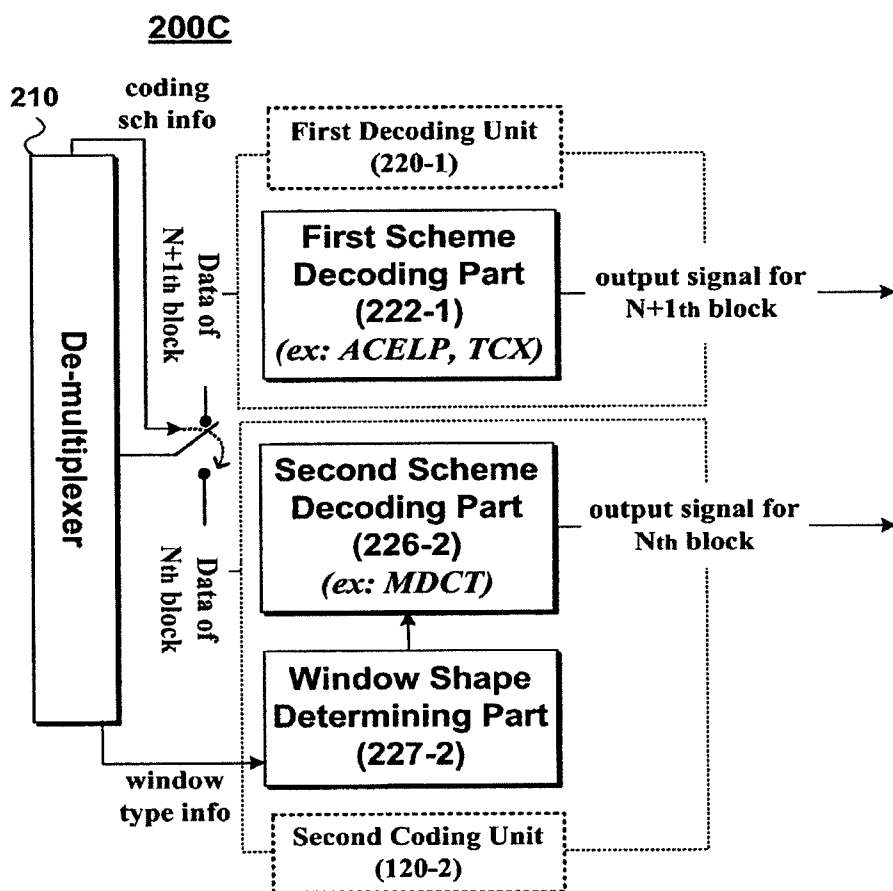 200C
210
coding
sch info
First Decoding Unit
(220-1)
De-multiplexer
Data of
N+1th block
First Scheme
Decoding Part
(222-1)
(ex: ACELP, TCX)
output signal for
N+1th block
Data of
Nth block
Second Scheme
Decoding Part
(226-2)
(ex: MDCT)
output signal for
Nth block
Window Shape
Determining Part
(227-2)
window
type info
Second Coding Unit
(120-2)